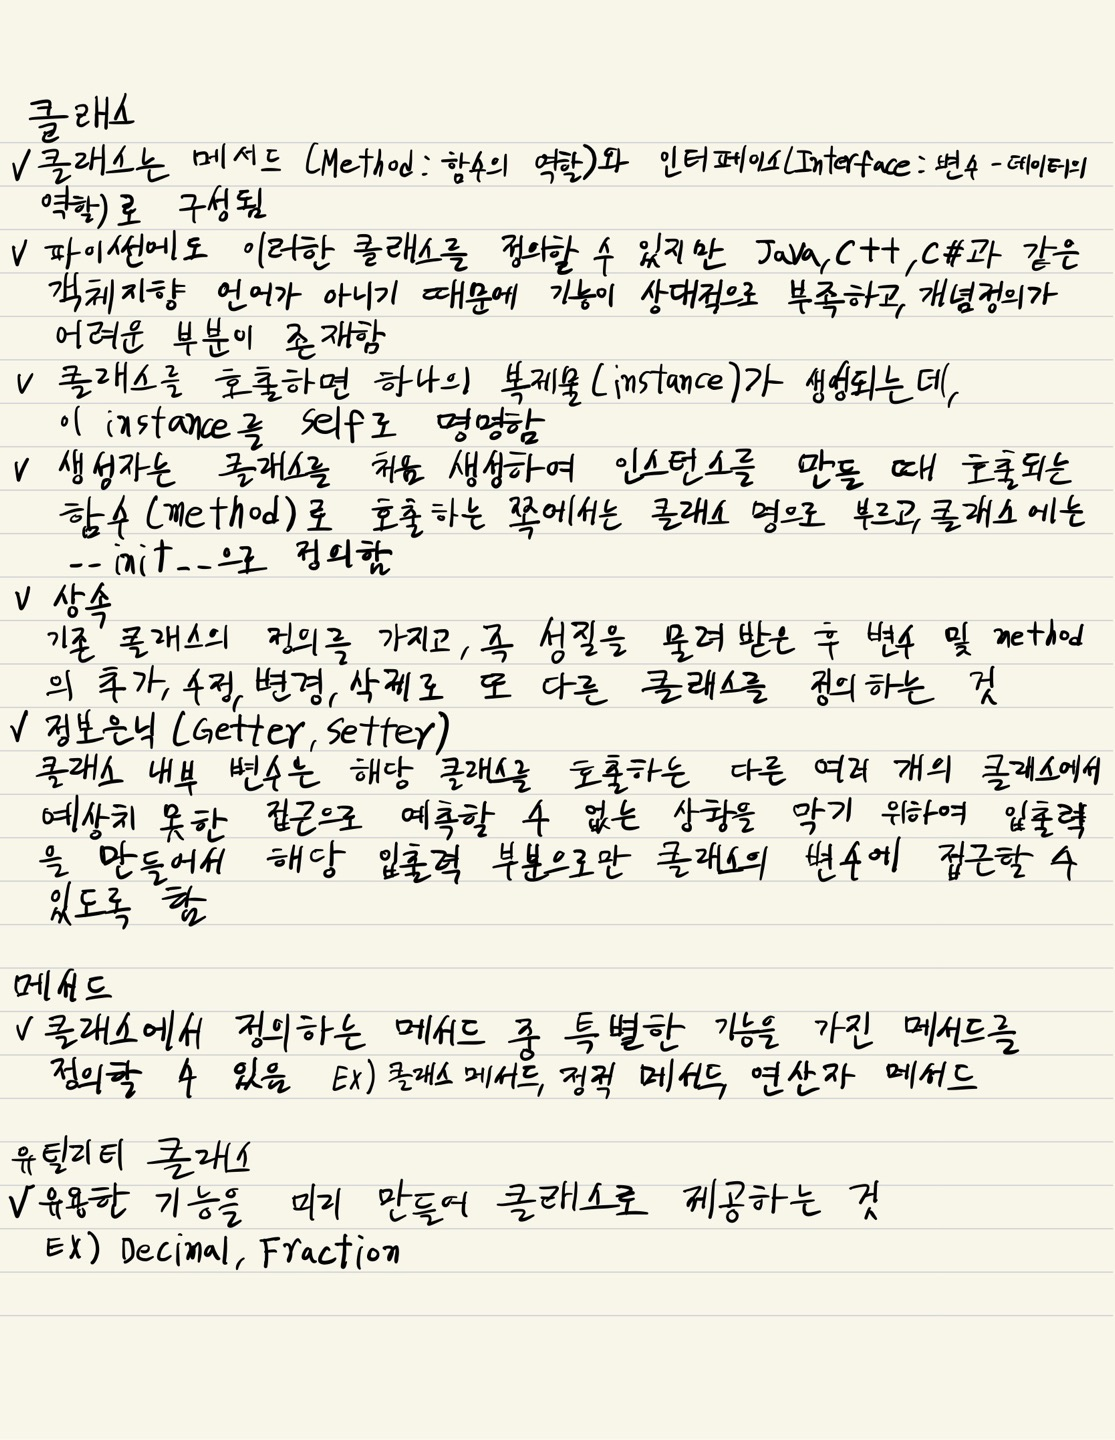 클래스
✓ 클래스는 메서드 (Method : 함수의 역할)와 인터페이스(Interface : 변수 - 데이터의
역할)로 구성됨
✓ 파이썬에도 이러한 클래스를 정의할 수 있지만 Java, C++, C#과 같은
객체지향 언어가 아니기 때문에 기능이 상대적으로 부족하고, 개념정의가
어려운 부분이 존재함
✓ 클래스를 호출하면 하나의 복제물(instance)가 생성되는데,
이 instance를 self로 명명함
✓ 생성자는 클래스를 처음 생성하여 인스턴스를 만들 때 호출되는
함수(method)로 호출하는 쪽에서는 클래스 명으로 부르고, 클래스에는
__init__으로 정의함
✓ 상속
기존 클래스의 정의를 가지고, 즉 성질을 물려 받은 후 변수 및 method
의 추가, 수정, 변경, 삭제로 또 다른 클래스를 정의하는 것
✓ 정보은닉 (Getter, Setter)
클래스 내부 변수는 해당 클래스를 호출하는 다른 여러 개의 클래스에서
예상치 못한 접근으로 예측할 수 없는 상황을 막기 위하여 입출력
을 만들어서 해당 입출력 부분으로만 클래스의 변수에 접근할 수
있도록 함
메서드
✓ 클래스에서 정의하는 메서드 중 특별한 기능을 가진 메서드를
정의할 수 있음 EX) 클래스 메서드, 정적 메서드, 연산자 메서드
유틸리티 클래스
✓ 유용한 기능을 미리 만들어 클래스로 제공하는 것
EX) Decimal, Fraction